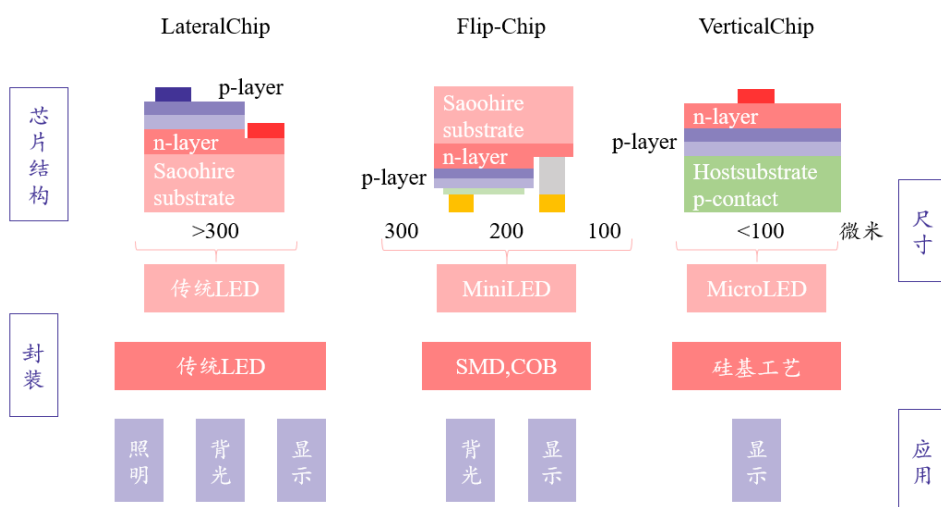 LateralChip
Flip-Chip
VerticalChip
芯片结构
p-layer
n-layer
Saoohire
substrate
Saoohire
substrate
n-layer
p-layer
n-layer
p-layer
Hostsubstrate
p-contact
尺寸
>300
300
200
100
<100
微米
传统LED
MiniLED
MicroLED
封装
传统LED
SMD,COB
硅基工艺
照明
背光
显示
背光
显示
显示
应用